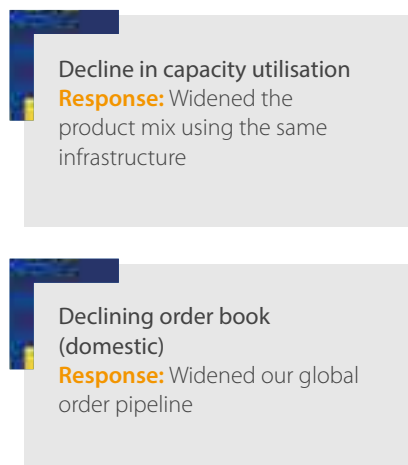 Decline in capacity utilisation
Response: Widened the
product mix using the same
infrastructure
Declining order book
(domestic)
Response: Widened our global
order pipeline